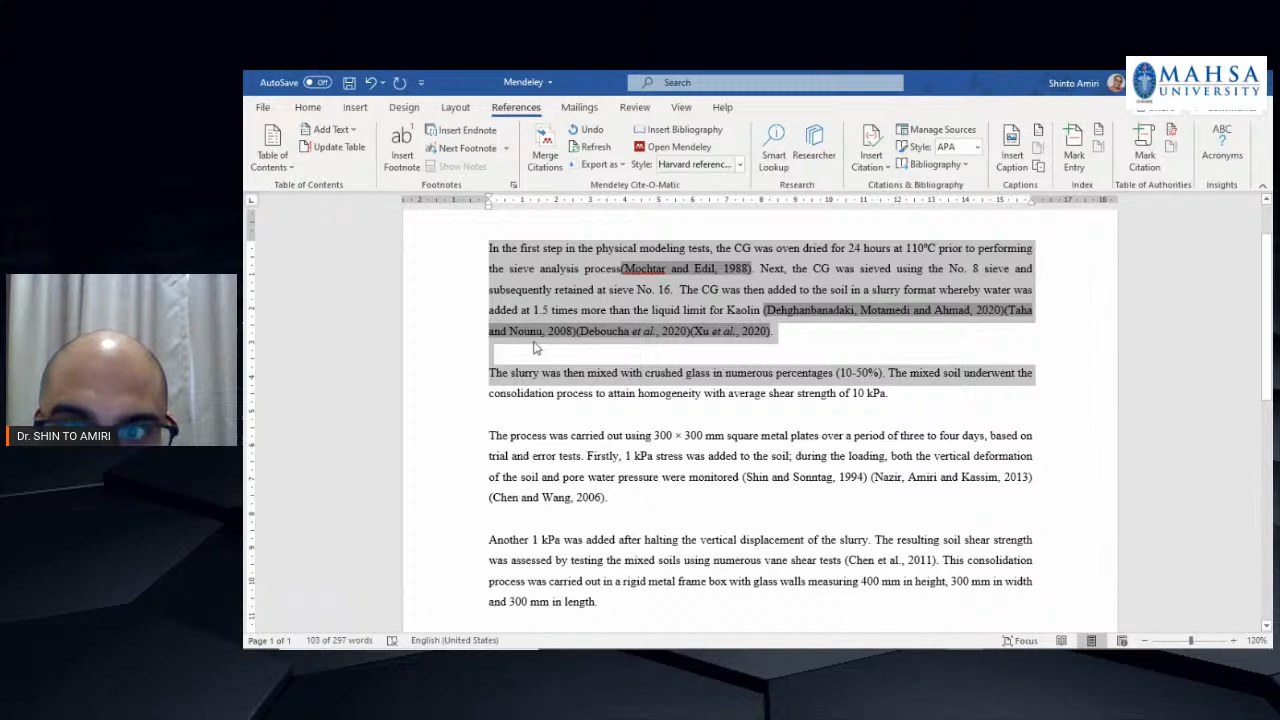 MAHSA
UNIVERSITY
AutoSave Off
Mendeley
Search
Shinto Amiri
File Home Insert Design Layout References Mailings Review View Help
Table of Contents
Add Text
Update Table
Table of Contents
ab
Insert Footnote
Insert Endnote
Next Footnote
Show Notes
Footnotes
Merge Citations
Undo
Refresh
Export as
Insert Bibliography
Open Mendeley
Style: Harvard referenc...
Mendeley Cite-O-Matic
Smart Lookup
Researcher
Research
Insert Citation
Manage Sources
Style: APA
Bibliography
Citations & Bibliography
Insert Caption
Captions
Mark Entry
Index
Mark Citation
Table of Authorities
ABC
?
Acronyms
Insights
In the first step in the physical modeling tests, the CG was oven dried for 24 hours at 110°C prior to performing
the sieve analysis process(Mochtar and Edil, 1988). Next, the CG was sieved using the No. 8 sieve and
subsequently retained at sieve No. 16. The CG was then added to the soil in a slurry format whereby water was
added at 1.5 times more than the liquid limit for Kaolin (Dehghanbanadaki, Motamedi and Ahmad, 2020)(Taha
and Nounu, 2008)(Deboucha et al., 2020)(Xu et al., 2020).
The slurry was then mixed with crushed glass in numerous percentages (10-50%). The mixed soil underwent the
consolidation process to attain homogeneity with average shear strength of 10 kPa.
The process was carried out using 300 × 300 mm square metal plates over a period of three to four days, based on
trial and error tests. Firstly, 1 kPa stress was added to the soil; during the loading, both the vertical deformation
of the soil and pore water pressure were monitored (Shin and Sonntag, 1994) (Nazir, Amiri and Kassim, 2013)
(Chen and Wang, 2006).
Another 1 kPa was added after halting the vertical displacement of the slurry. The resulting soil shear strength
was assessed by testing the mixed soils using numerous vane shear tests (Chen et al., 2011). This consolidation
process was carried out in a rigid metal frame box with glass walls measuring 400 mm in height, 300 mm in width
and 300 mm in length.
Dr. SHIN TO AMIRI
Page 1 of 1 103 of 297 words English (United States) Focus 120%